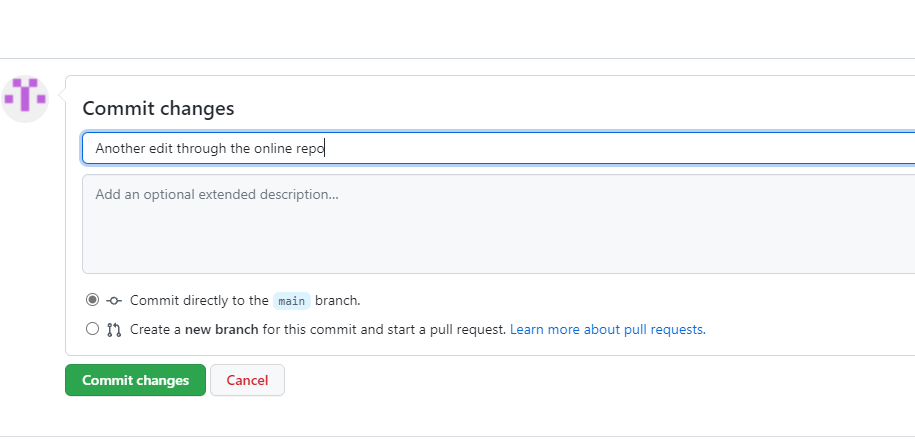 Commit changes
Another edit through the online repo
Add an optional extended description...
Commit directly to the main branch.
Create a new branch for this commit and start a pull request. Learn more about pull requests.
Commit changes Cancel